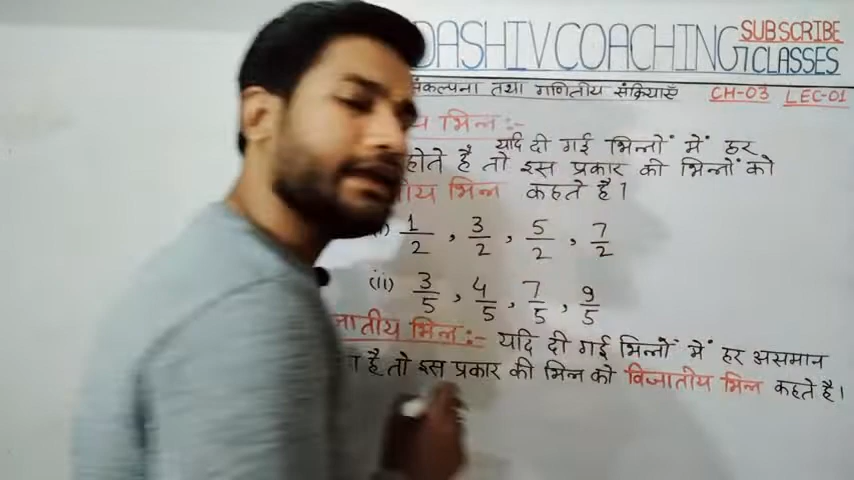 DASHIV COACHING CLASSES SUBSCRIBE
संकल्पना तथा गणितीय संक्रियाएँ CH-03 LEC-01
भिन्न :-
यदि दी गई भिन्नों में हर
होते है तो इस प्रकार की भिन्नों को
भिन्न कहते है।
1/2 , 3/2 , 5/2 , 7/2
(ii) 3/5 , 4/5 , 7/5 , 9/5
जातीय भिन्न :- यदि दी गई भिन्नों में हर असमान
है तो इस प्रकार की भिन्न को विजातीय भिन्न कहते है।